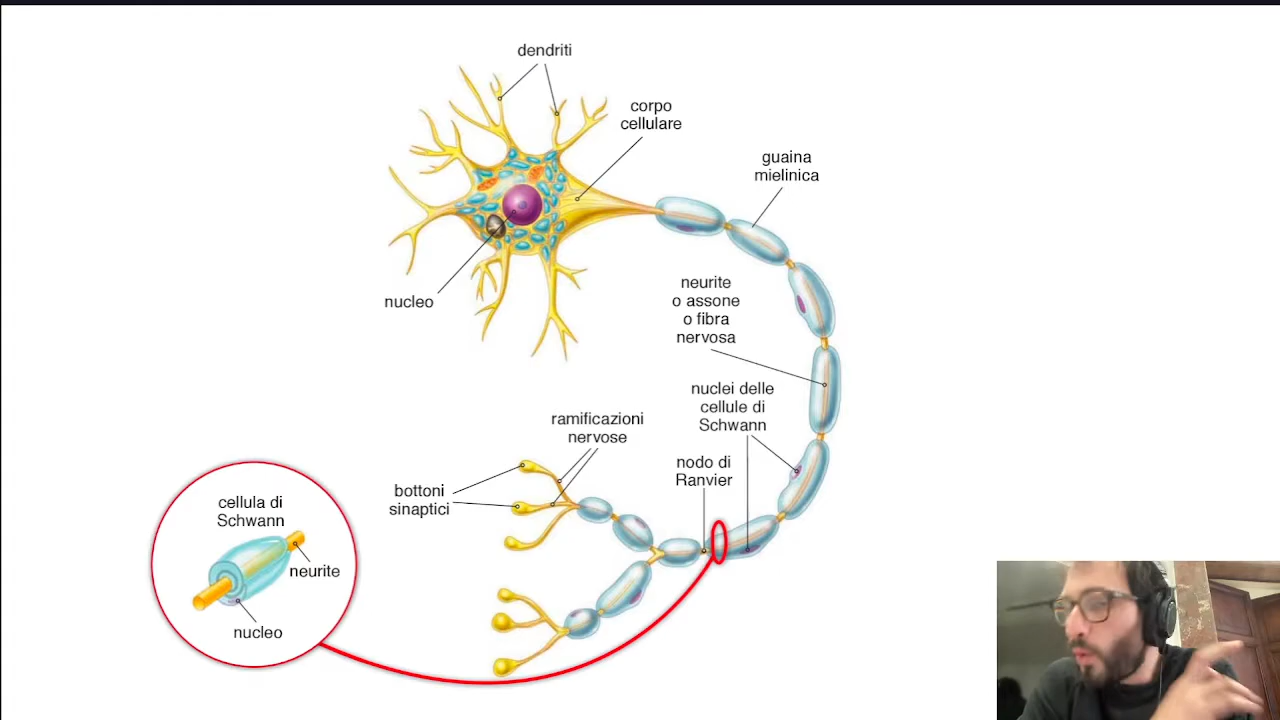 dendriti
corpo
cellulare
guaina
mielinica
nucleo
neurite
o assone
o fibra
nervosa
nuclei delle
cellule di
Schwann
ramificazioni
nervose
nodo di
Ranvier
bottoni
sinaptici
cellula di
Schwann
neurite
nucleo